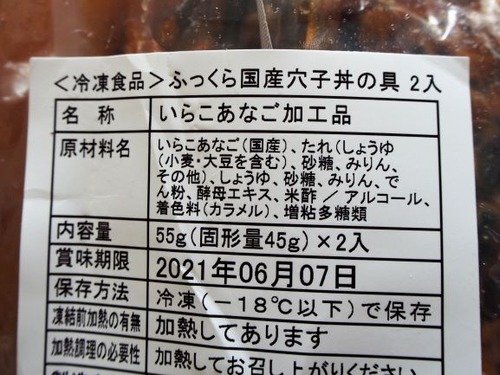 <冷凍食品>ふっくら国産穴子丼の具 2入
名 称 いらこあなご加工品
原材料名 いらこあなご(国産)、たれ(しょうゆ
(小麦・大豆を含む)、砂糖、みりん、
その他)、しょうゆ、砂糖、みりん、で
ん粉、酵母エキス、米酢/アルコール、
着色料(カラメル)、増粘多糖類
内容量 55g(固形量45g)×2入
賞味期限 2021年06月07日
保存方法 冷凍(-18℃以下)で保存
凍結前加熱の有無 加熱してあります
加熱調理の必要性 加熱してお召し上がりください